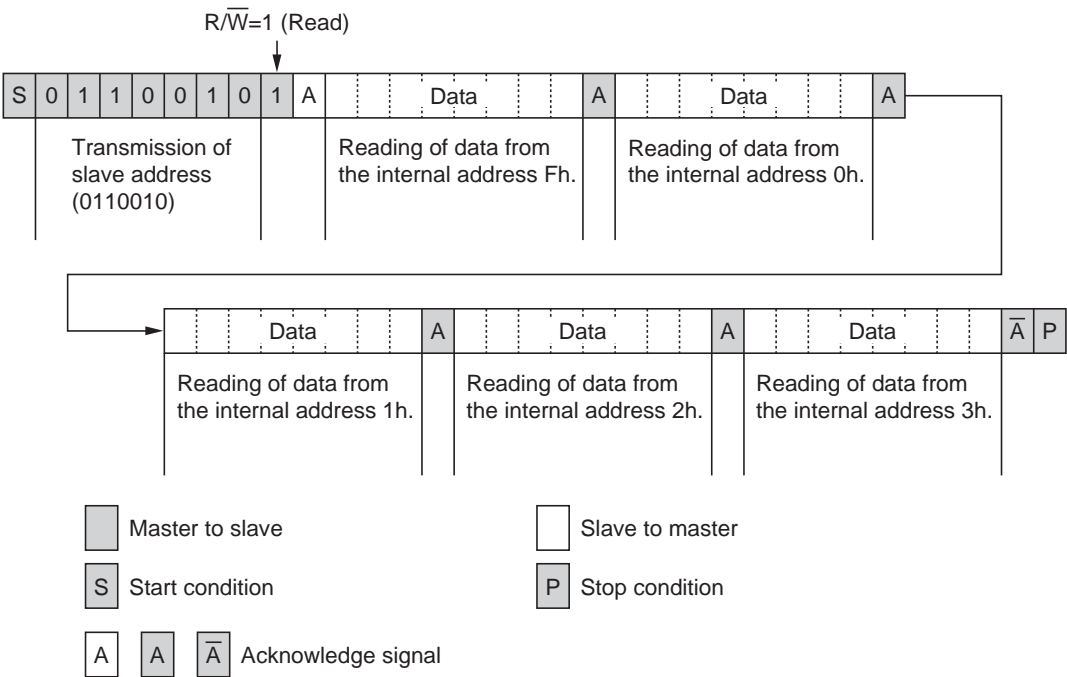 R/W̅=1 (Read)
S 0 1 1 0 0 1 0 1 A Data A Data A
Transmission of
slave address
(0110010)
Reading of data from
the internal address Fh.
Reading of data from
the internal address 0h.
Data A Data A Data A̅ P
Reading of data from
the internal address 1h.
Reading of data from
the internal address 2h.
Reading of data from
the internal address 3h.
Master to slave
Slave to master
S Start condition
P Stop condition
A A A̅ Acknowledge signal